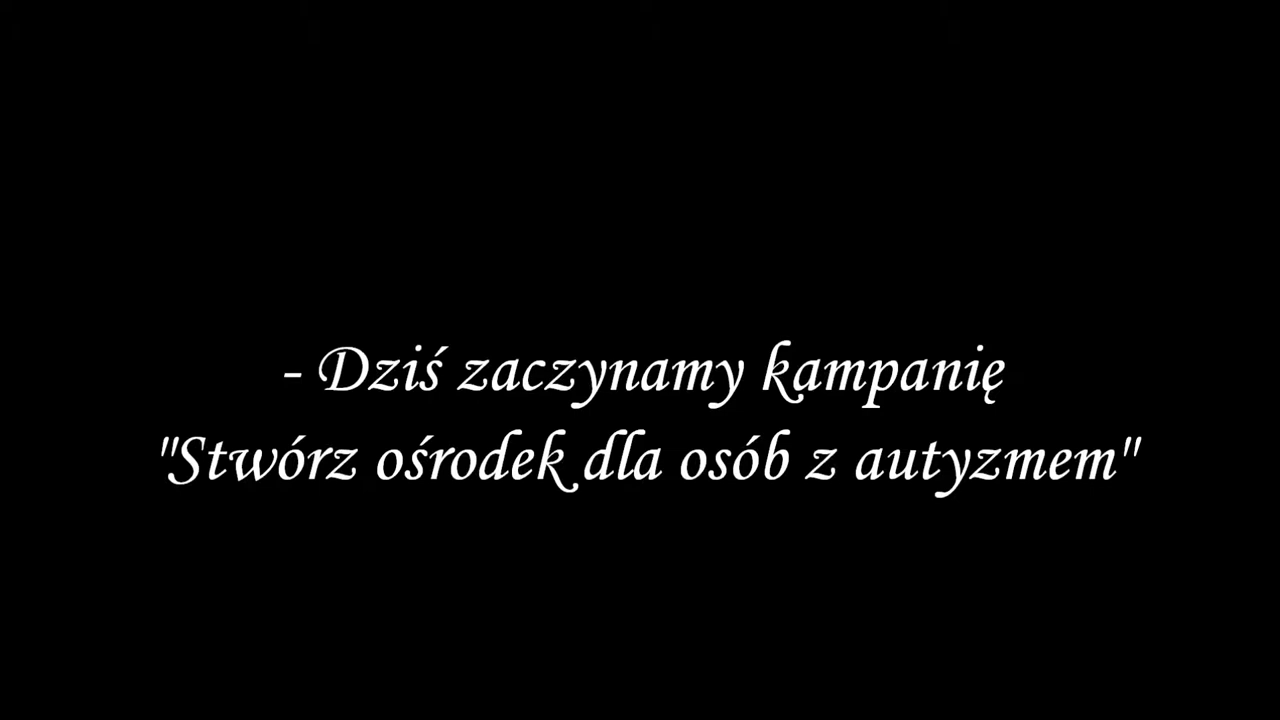 - Dziś zaczynamy kampanię
"Stwórz ośrodek dla osób z autyzmem"